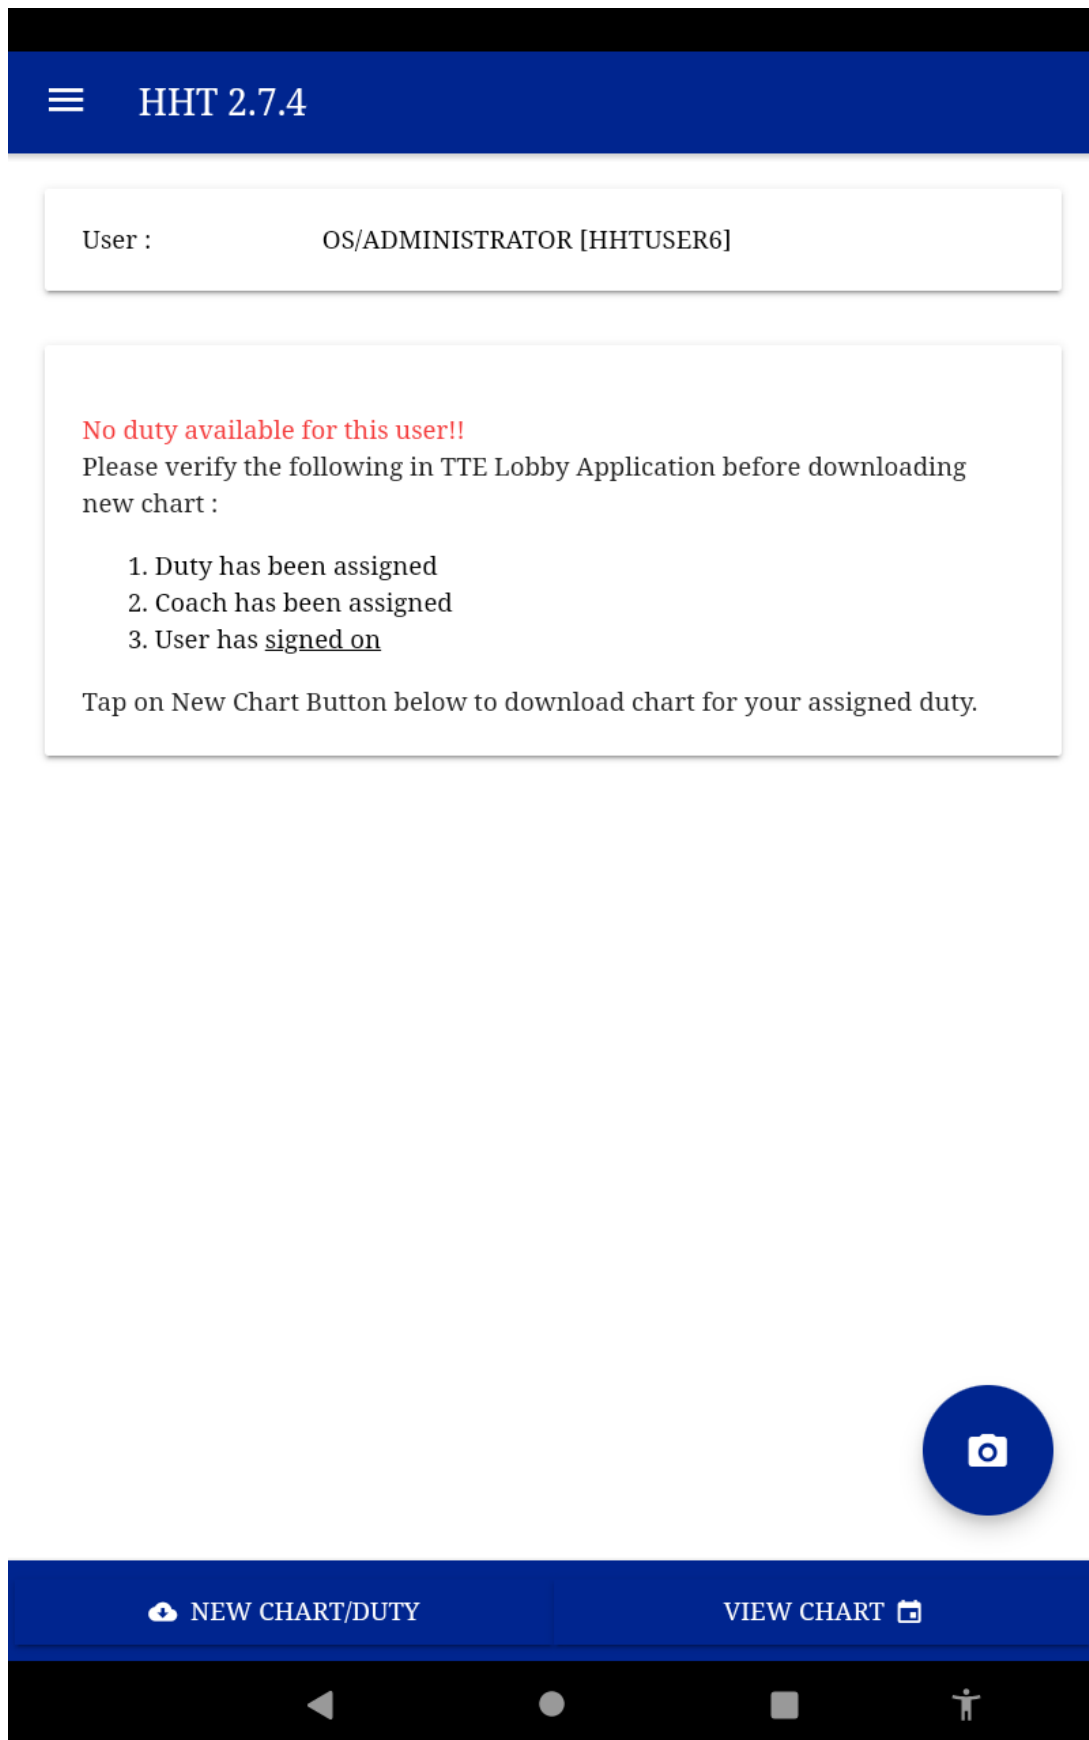 HHT 2.7.4
User : OS/ADMINISTRATOR [HHTUSER6]
No duty available for this user!!
Please verify the following in TTE Lobby Application before downloading
new chart :
1. Duty has been assigned
2. Coach has been assigned
3. User has signed on
Tap on New Chart Button below to download chart for your assigned duty.
NEW CHART/DUTY
VIEW CHART